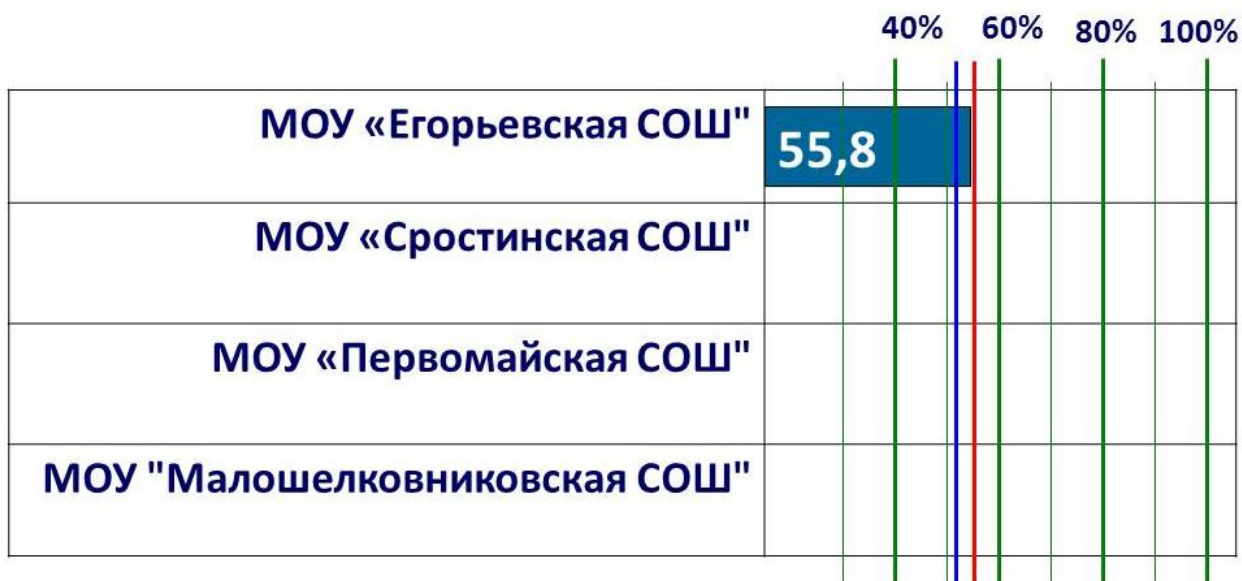 40% 60% 80% 100%
МОУ «Егорьевская СОШ"
55,8
МОУ «Сростинская СОШ"
МОУ «Первомайская СОШ"
МОУ "Малошелковниковская СОШ"